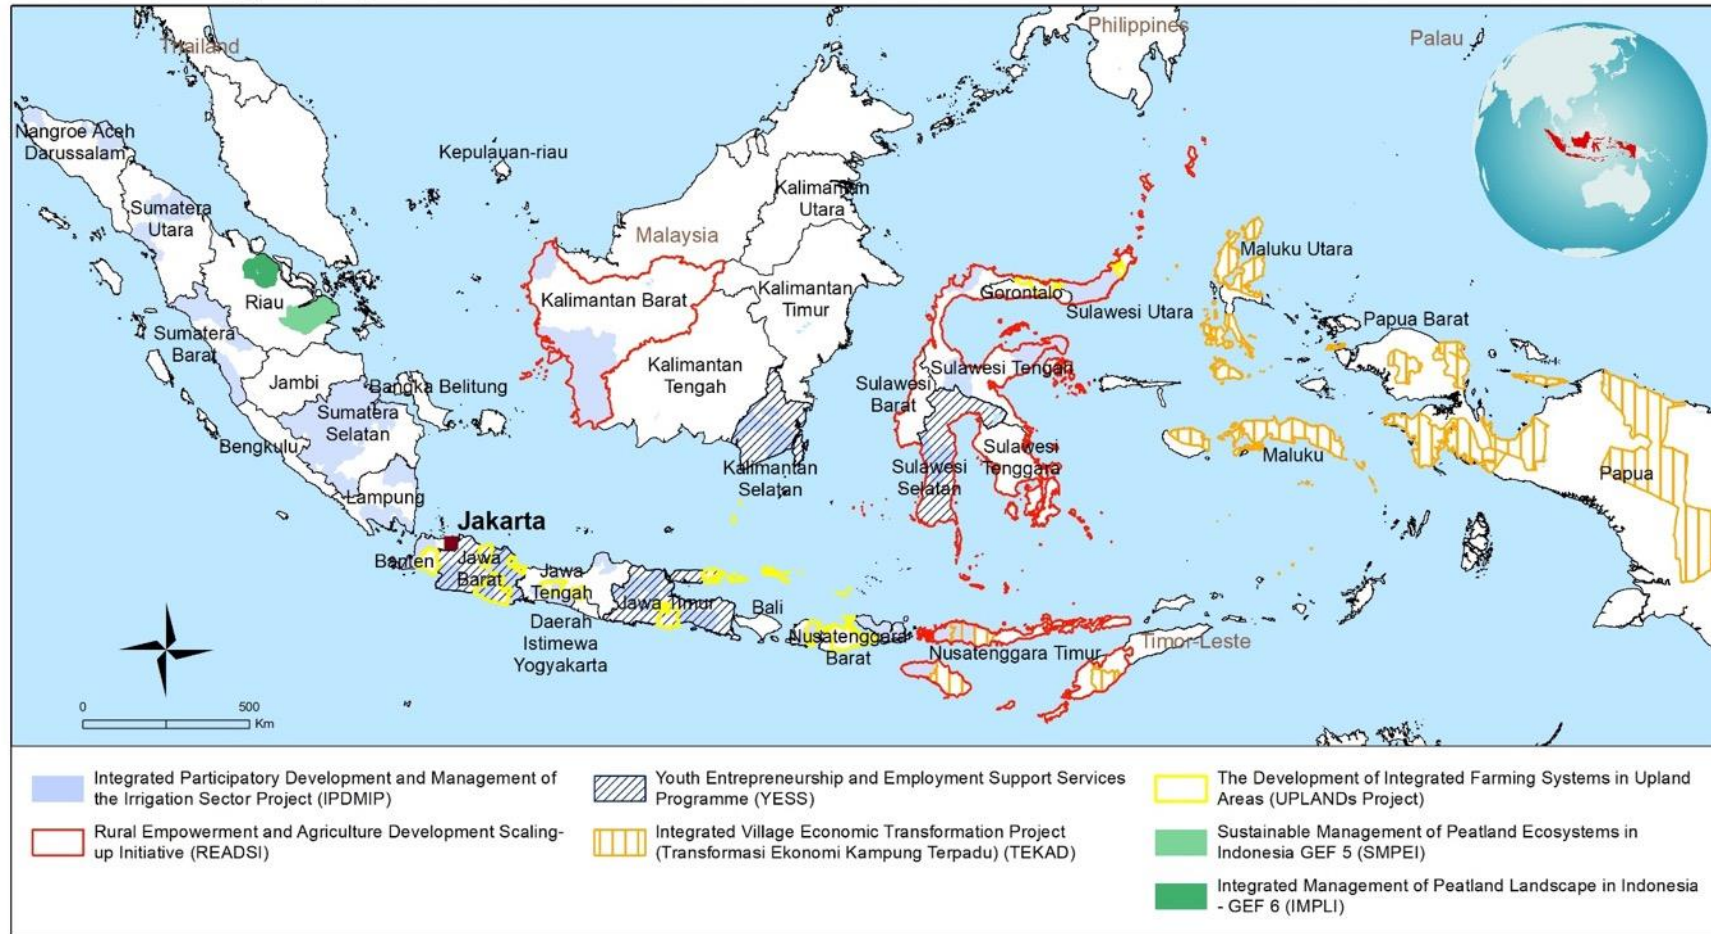 Thailand
Philippines
Palau
Nangroe Aceh
Darussalam
Kepulauan-riau
Sumatera
Utara
Kalimantan
Utara
Malaysia
Maluku Utara
Riau
Kalimantan Barat
Kalimantan
Timur
Gorontalo
Sulawesi Utara
Papua Barat
Sumatera
Barat
Jambi
Bangka Belitung
Kalimantan
Tengah
Sulawesi Tengah
Sulawesi
Barat
Sumatera
Selatan
Bengkulu
Kalimantan
Selatan
Sulawesi
Selatan
Sulawesi
Tenggara
Maluku
Papua
Lampung
Jakarta
Banten
Jawa
Barat
Jawa
Tengah
Jawa Timur
Bali
Daerah
Istimewa
Yogyakarta
Nusatenggara
Barat
Nusatenggara Timur
Timor-Leste
0 500
Km
Integrated Participatory Development and Management of
the Irrigation Sector Project (IPDMIP)
Rural Empowerment and Agriculture Development Scaling-
up Initiative (READSI)
Youth Entrepreneurship and Employment Support Services
Programme (YESS)
Integrated Village Economic Transformation Project
(Transformasi Ekonomi Kampung Terpadu) (TEKAD)
The Development of Integrated Farming Systems in Upland
Areas (UPLANDs Project)
Sustainable Management of Peatland Ecosystems in
Indonesia GEF 5 (SMPEI)
Integrated Management of Peatland Landscape in Indonesia
- GEF 6 (IMPLI)